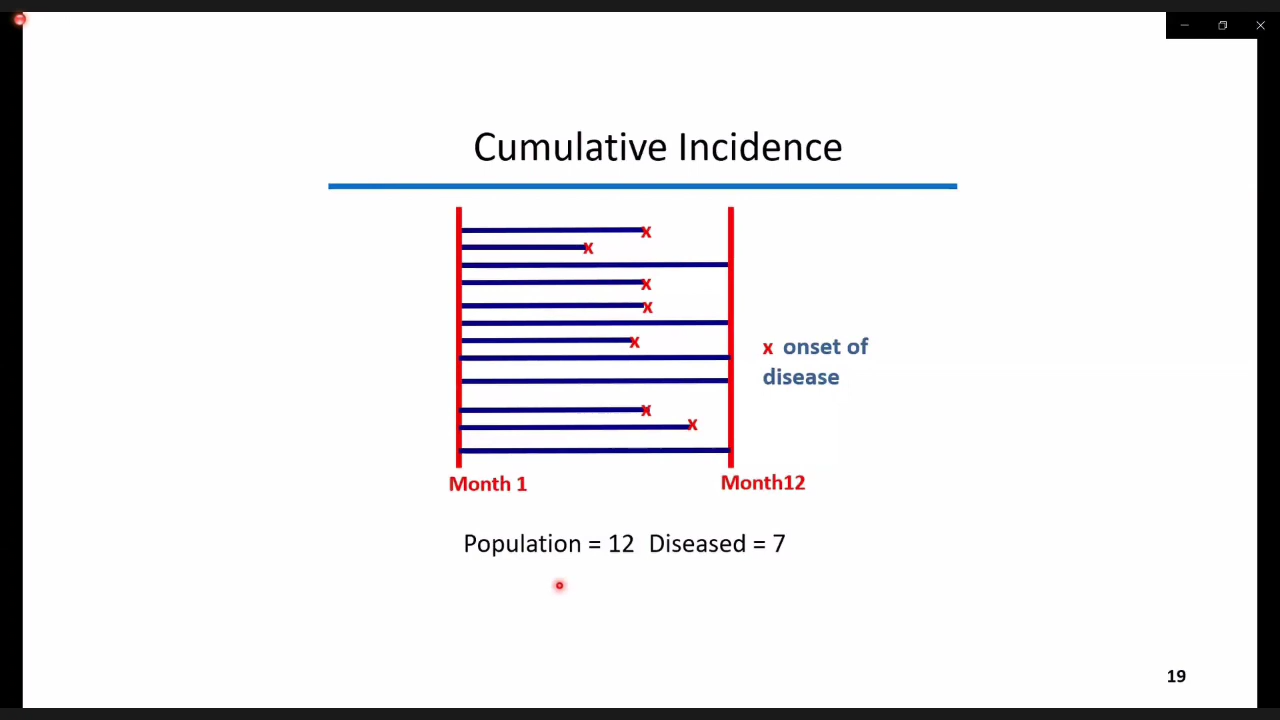 Cumulative Incidence
x
x
x
x
x
x onset of
disease
x
x
Month 1 Month12
Population = 12 Diseased = 7
19